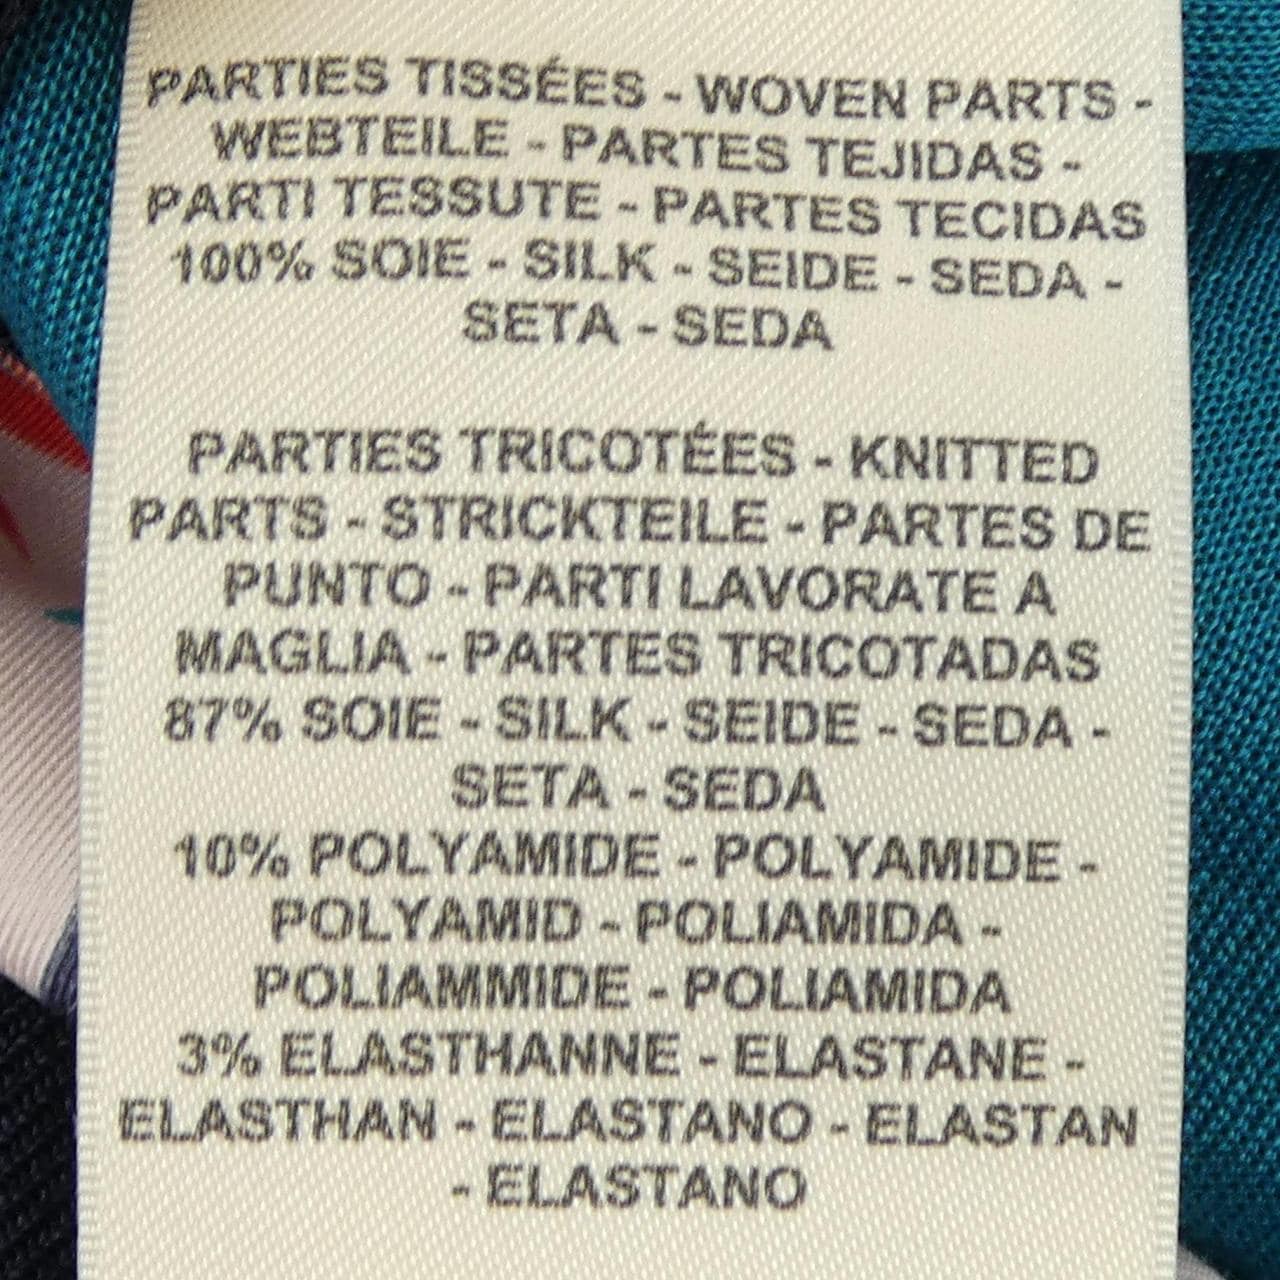 PARTIES TISSÉES - WOVEN PARTS -
WEBTEILE - PARTES TEJIDAS -
PARTI TESSUTE - PARTES TECIDAS
100% SOIE - SILK - SEIDE - SEDA -
SETA - SEDA
PARTIES TRICOTÉES - KNITTED
PARTS - STRICKTEILE - PARTES DE
PUNTO - PARTI LAVORATE A
MAGLIA - PARTES TRICOTADAS
87% SOIE - SILK - SEIDE - SEDA -
SETA - SEDA
10% POLYAMIDE - POLYAMIDE -
POLYAMID - POLIAMIDA -
POLIAMMIDE - POLIAMIDA
3% ELASTHANNE - ELASTANE -
ELASTHAN - ELASTANO - ELASTAN
- ELASTANO